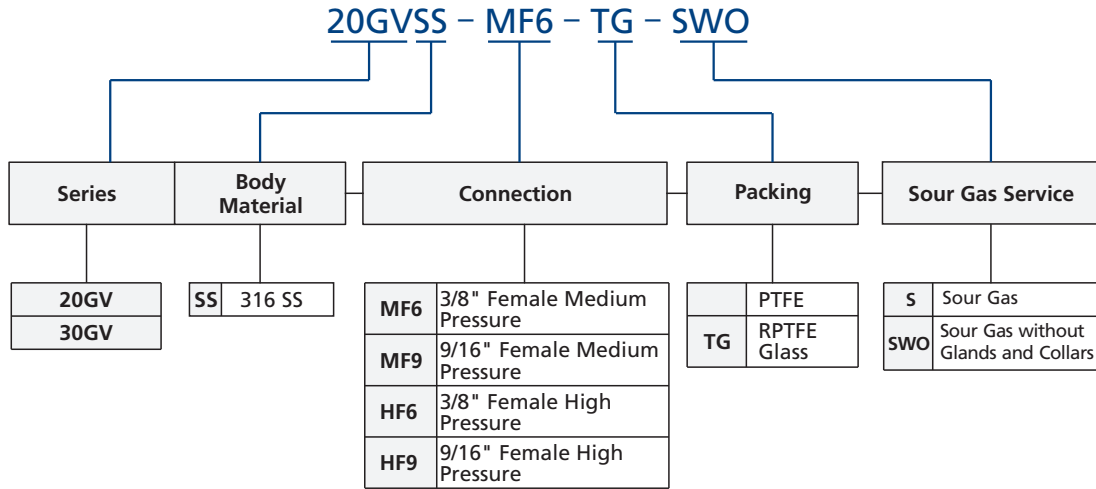 20GVSS – MF6 – TG – SWO
Series
Body
Material
Connection
Packing
Sour Gas Service
20GV
30GV
SS 316 SS
MF6 3/8" Female Medium
Pressure
MF9 9/16" Female Medium
Pressure
HF6 3/8" Female High
Pressure
HF9 9/16" Female High
Pressure
PTFE
TG RPTFE
Glass
S Sour Gas
SWO Sour Gas without
Glands and Collars